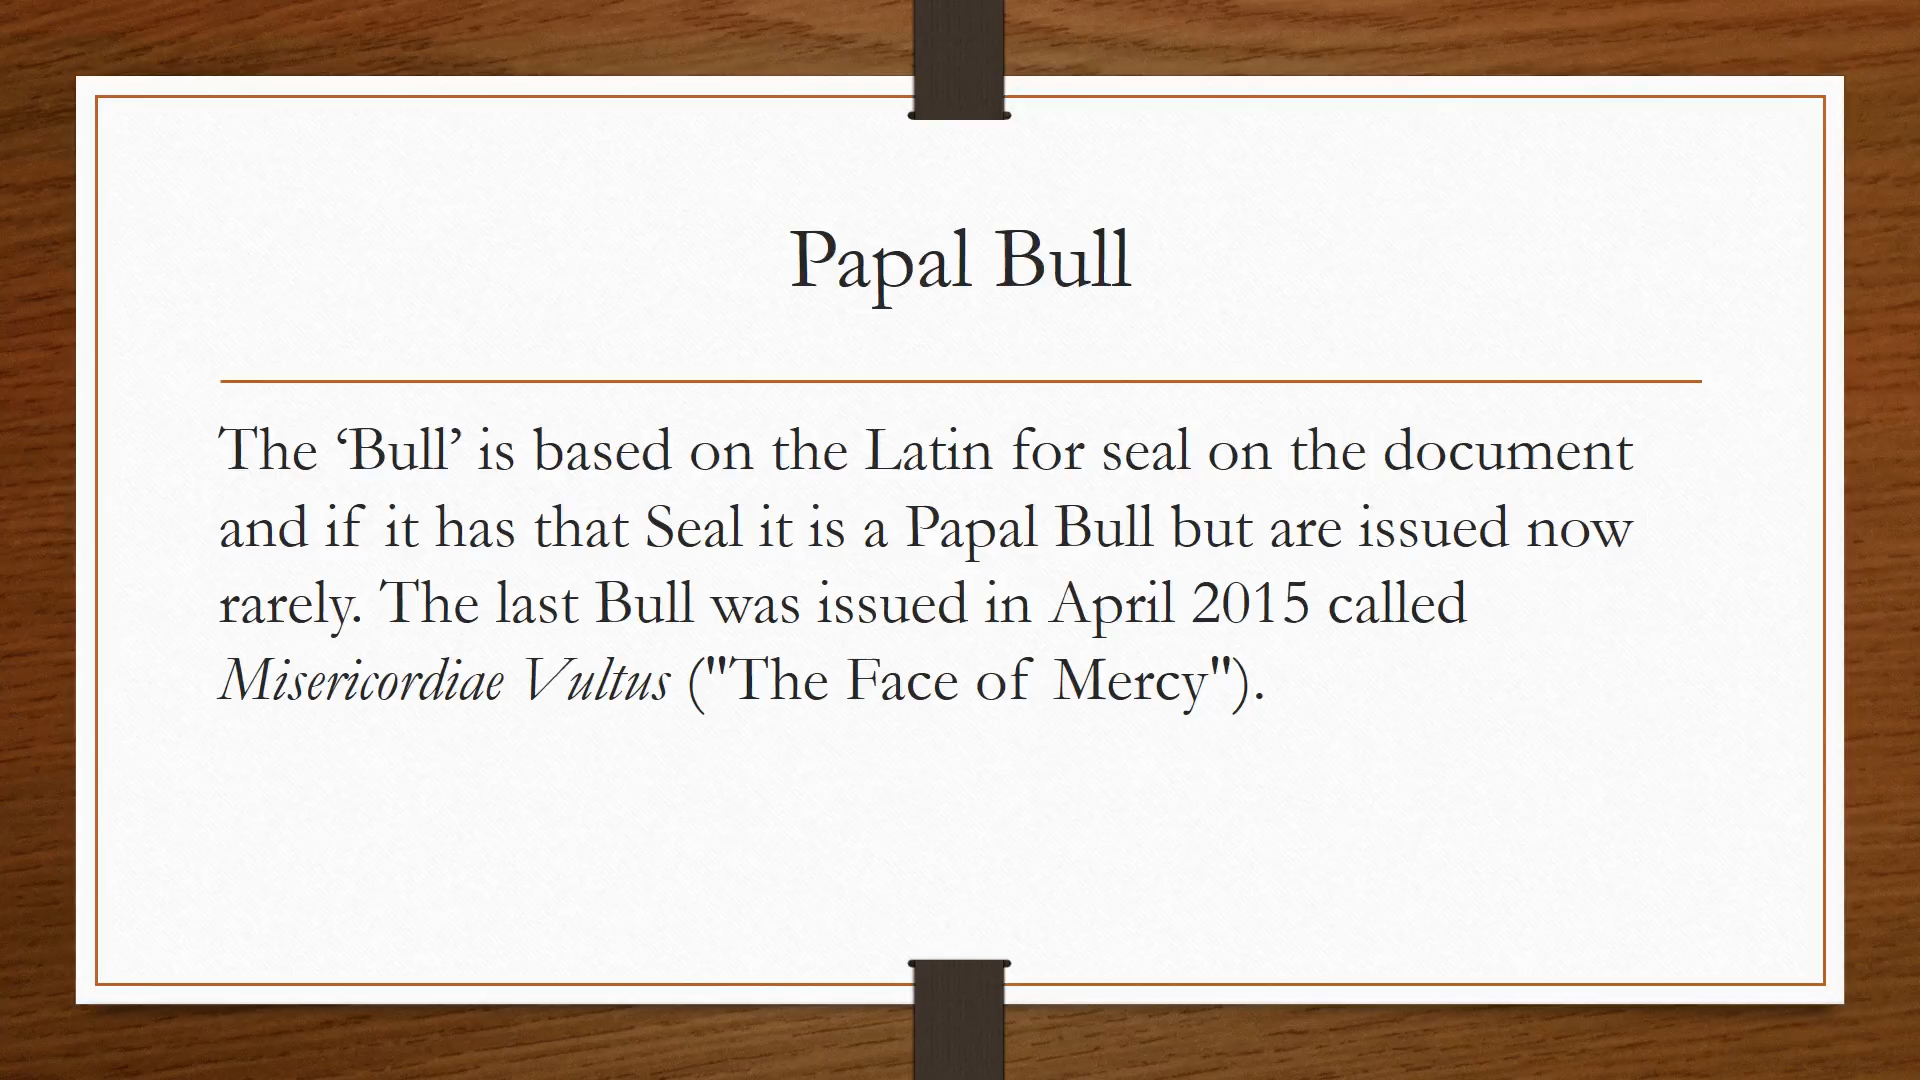 Papal Bull
The ‘Bull’ is based on the Latin for seal on the document
and if it has that Seal it is a Papal Bull but are issued now
rarely. The last Bull was issued in April 2015 called
Misericordiae Vultus ("The Face of Mercy").